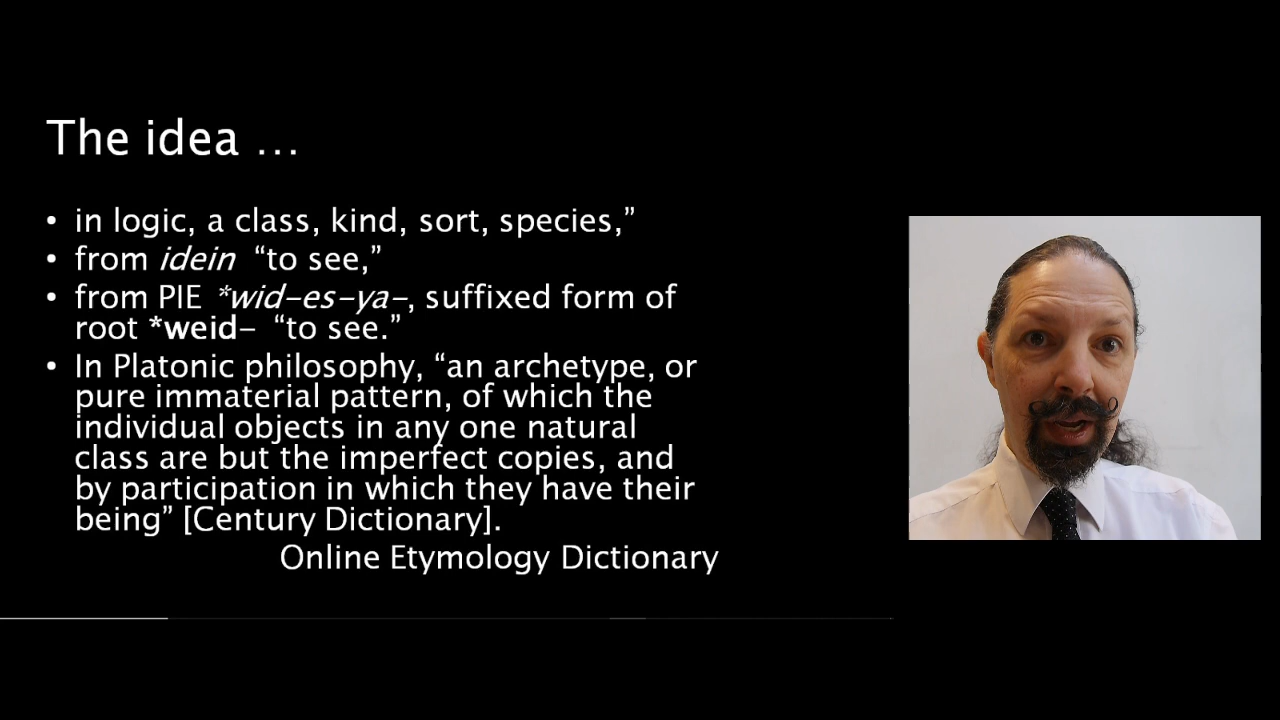 The idea …
• in logic, a class, kind, sort, species,”
• from idein “to see,”
• from PIE *wid-es-ya-, suffixed form of
root *weid- “to see.”
• In Platonic philosophy, “an archetype, or
pure immaterial pattern, of which the
individual objects in any one natural
class are but the imperfect copies, and
by participation in which they have their
being” [Century Dictionary].
Online Etymology Dictionary